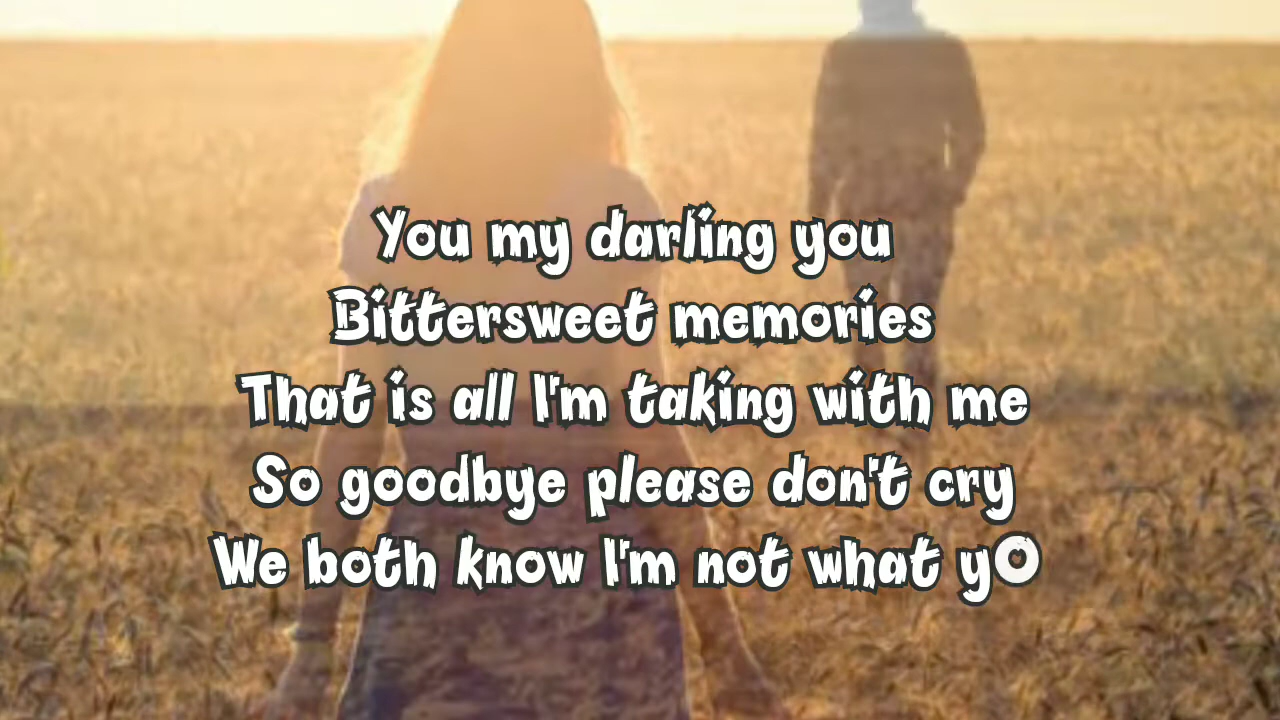 You my darling you
Bittersweet memories
That is all I'm taking with me
So goodbye please don't cry
We both know I'm not what yO